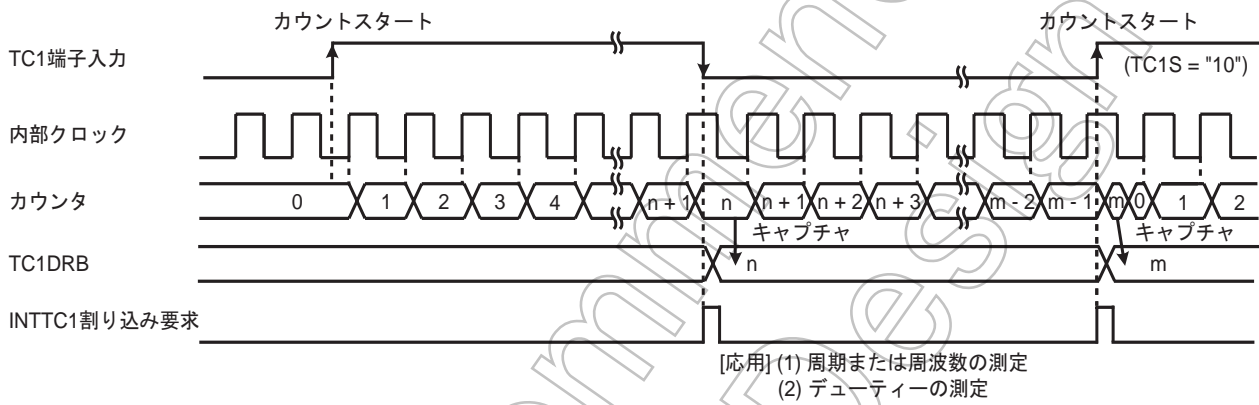 カウントスタート カウントスタート
TC1端子入力 (TC1S = "10")
内部クロック
カウンタ 0 1 2 3 4 n + 1 n n + 1 n + 2 n + 3 m - 2 m - 1 m 0 1 2
キャプチャ キャプチャ
TC1DRB n m
INTTC1割り込み要求
[応用] (1) 周期または周波数の測定
(2) デューティーの測定